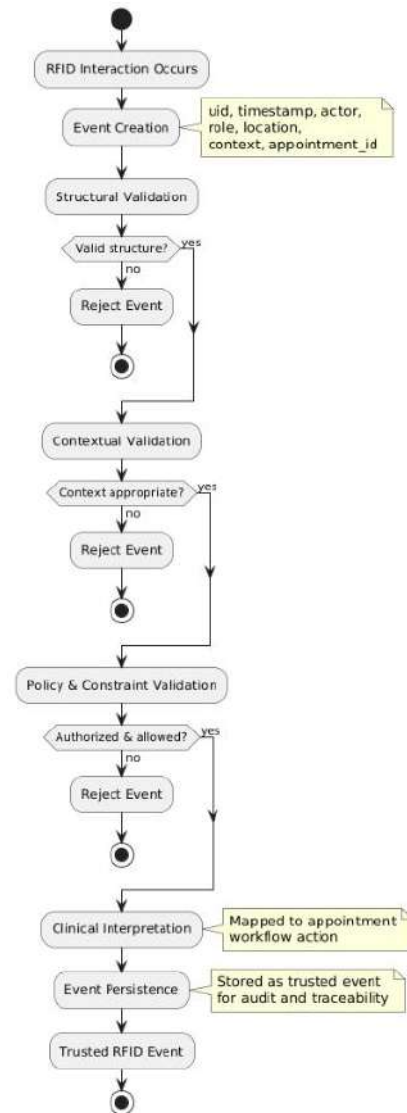 RFID Interaction Occurs
Event Creation
uid, timestamp, actor,
role, location,
context, appointment_id
Structural Validation
Valid structure?
yes
no
Reject Event
Contextual Validation
Context appropriate?
yes
no
Reject Event
Policy & Constraint Validation
Authorized & allowed?
yes
no
Reject Event
Clinical Interpretation
Mapped to appointment
workflow action
Event Persistence
Stored as trusted event
for audit and traceability
Trusted RFID Event